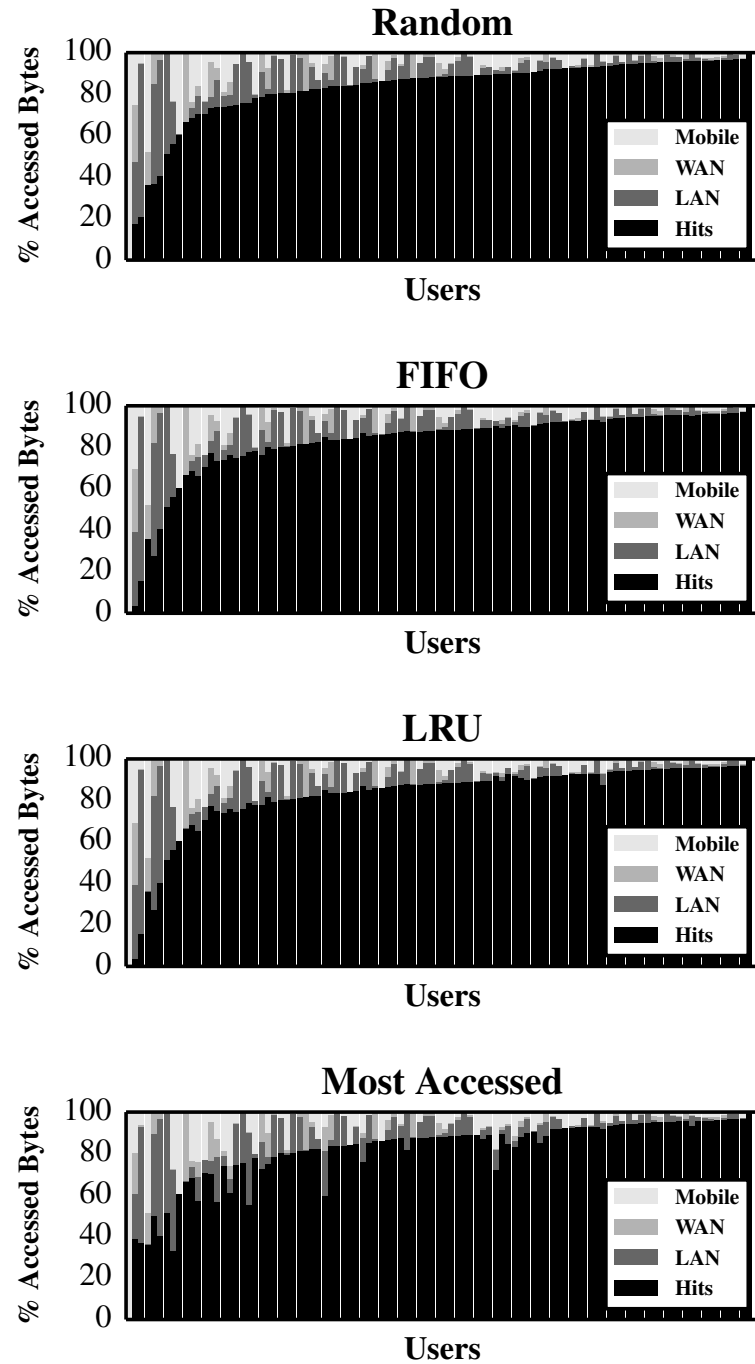 Random
% Accessed Bytes
100
80
60
40
20
0
Mobile
WAN
LAN
Hits
Users
FIFO
% Accessed Bytes
100
80
60
40
20
0
Mobile
WAN
LAN
Hits
Users
LRU
% Accessed Bytes
100
80
60
40
20
0
Mobile
WAN
LAN
Hits
Users
Most Accessed
% Accessed Bytes
100
80
60
40
20
0
Mobile
WAN
LAN
Hits
Users